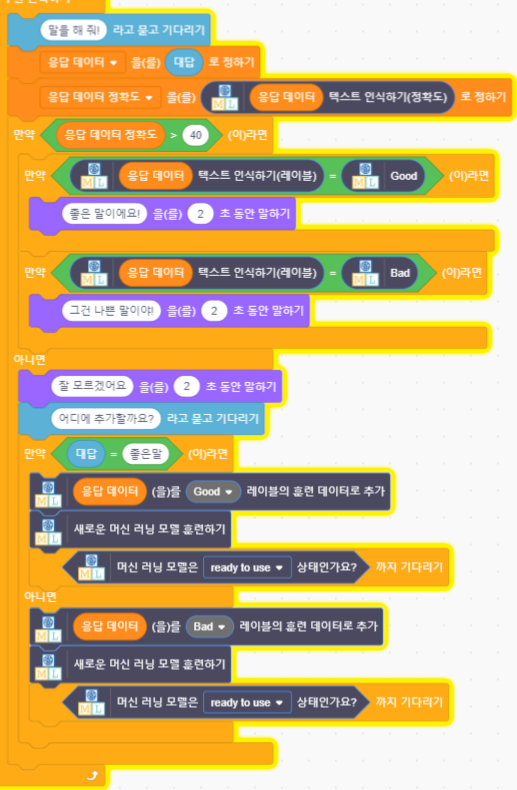 말을 해 줘! 라고 묻고 기다리기
응답 데이터 을(를) 대답 로 정하기
응답 데이터 정확도 을(를) ML 응답 데이터 텍스트 인식하기(정확도) 로 정하기
만약 응답 데이터 정확도 > 40 (이)라면
만약 ML 응답 데이터 텍스트 인식하기(레이블) = ML Good (이)라면
좋은 말이에요! 을(를) 2 초 동안 말하기
만약 ML 응답 데이터 텍스트 인식하기(레이블) = ML Bad (이)라면
그건 나쁜 말이야! 을(를) 2 초 동안 말하기
아니면
잘 모르겠어요 을(를) 2 초 동안 말하기
어디에 추가할까요? 라고 묻고 기다리기
만약 대답 = 좋은말 (이)라면
ML 응답 데이터 (을)를 Good 레이블의 훈련 데이터로 추가
ML 새로운 머신 러닝 모델 훈련하기
ML 머신 러닝 모델은 ready to use 상태인가요? 까지 기다리기
아니면
ML 응답 데이터 (을)를 Bad 레이블의 훈련 데이터로 추가
ML 새로운 머신 러닝 모델 훈련하기
ML 머신 러닝 모델은 ready to use 상태인가요? 까지 기다리기